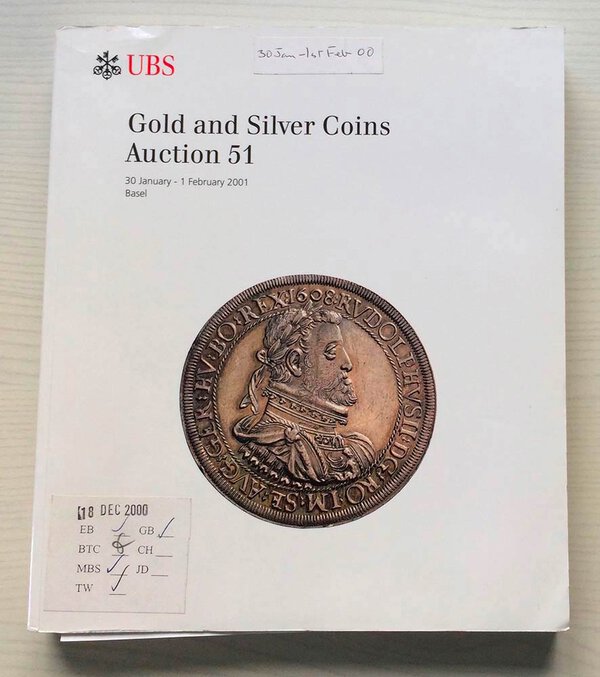 UBS
30 Jan - 1st Feb 00
Gold and Silver Coins
Auction 51
30 January - 1 February 2001
Basel
RVDOLPHVS II D G RO IM SE AVG GER HV BO REX 1608
18 DEC 2000
EB GB
BTC CH
MBS JD
TW